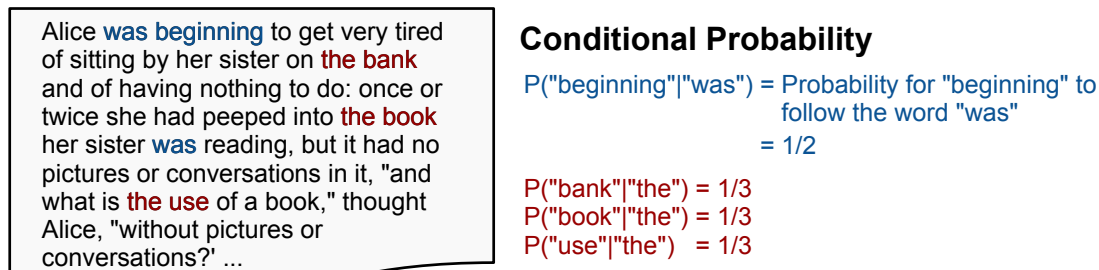 Alice was beginning to get very tired
of sitting by her sister on the bank
and of having nothing to do: once or
twice she had peeped into the book
her sister was reading, but it had no
pictures or conversations in it, "and
what is the use of a book," thought
Alice, "without pictures or
conversations?' ...
Conditional Probability
P("beginning"|"was") = Probability for "beginning" to
follow the word "was"
= 1/2
P("bank"|"the") = 1/3
P("book"|"the") = 1/3
P("use"|"the") = 1/3